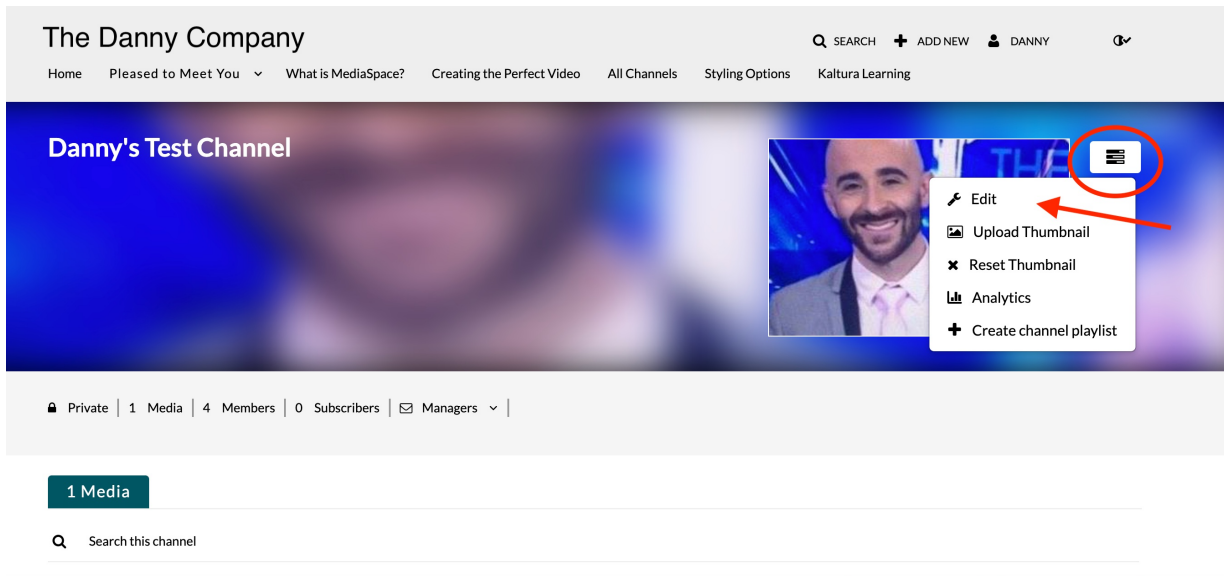 The Danny Company
SEARCH ADD NEW DANNY
Home Pleased to Meet You What is MediaSpace? Creating the Perfect Video All Channels Styling Options Kaltura Learning
Danny's Test Channel
THE
Edit
Upload Thumbnail
Reset Thumbnail
Analytics
Create channel playlist
Private | 1 Media | 4 Members | 0 Subscribers | Managers |
1 Media
Search this channel